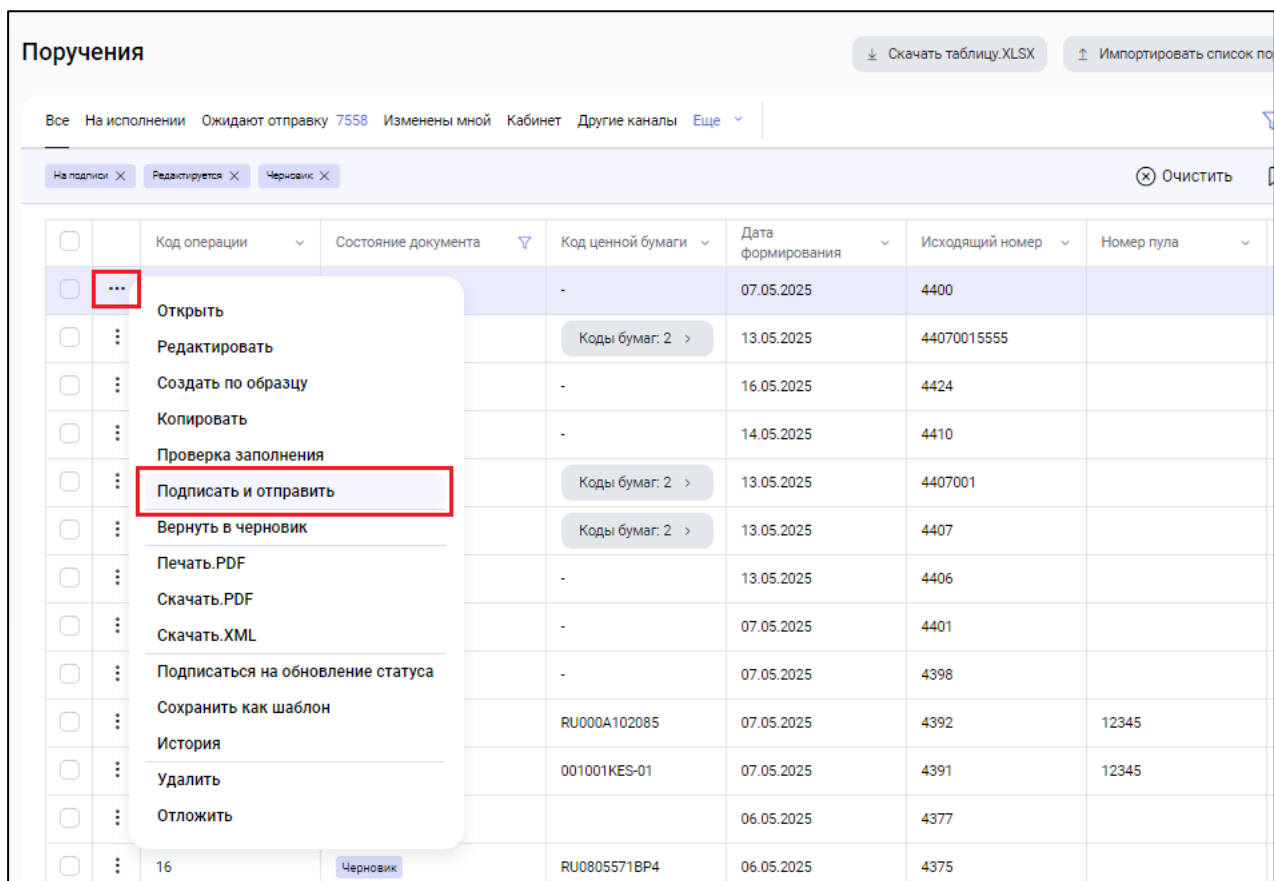 Поручения
Скачать таблицу.XLSX
Импортировать список по
Все На исполнении Ожидают отправку 7558 Изменены мной Кабинет Другие каналы Еще
На подписи Редактируется Черновик
Очистить
Код операции Состояние документа Код ценной бумаги Дата формирования Исходящий номер Номер пула
- 07.05.2025 4400
Открыть
Коды бумаг: 2 13.05.2025 44070015555
Редактировать
Создать по образцу - 16.05.2025 4424
Копировать
- 14.05.2025 4410
Проверка заполнения
Коды бумаг: 2 13.05.2025 4407001
Подписать и отправить
Вернуть в черновик Коды бумаг: 2 13.05.2025 4407
Печать.PDF
- 13.05.2025 4406
Скачать.PDF
- 07.05.2025 4401
Скачать.XML
Подписаться на обновление статуса - 07.05.2025 4398
Сохранить как шаблон
RU000A102085 07.05.2025 4392 12345
История
001001KES-01 07.05.2025 4391 12345
Удалить
Отложить 06.05.2025 4377
16 Черновик RU0805571BP4 06.05.2025 4375